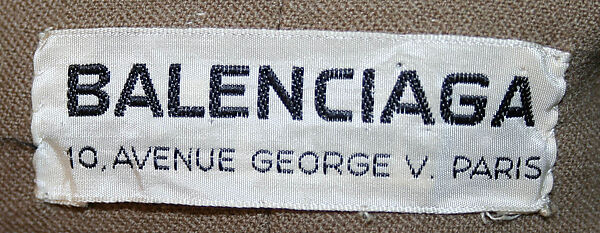 BALENCIAGA
10, AVENUE GEORGE V. PARIS